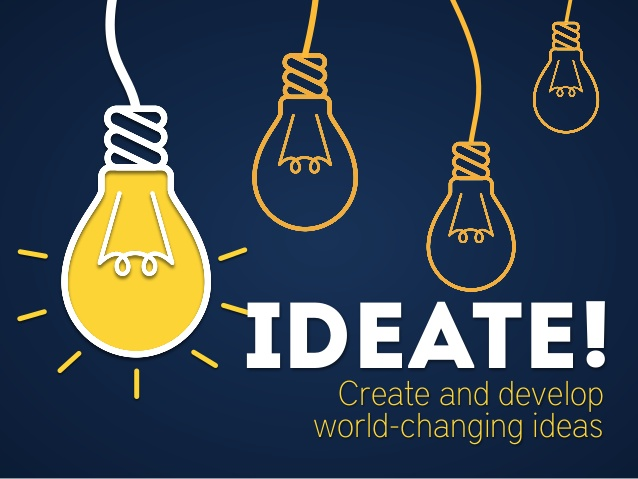 IDEATE!
Create and develop
world-changing ideas